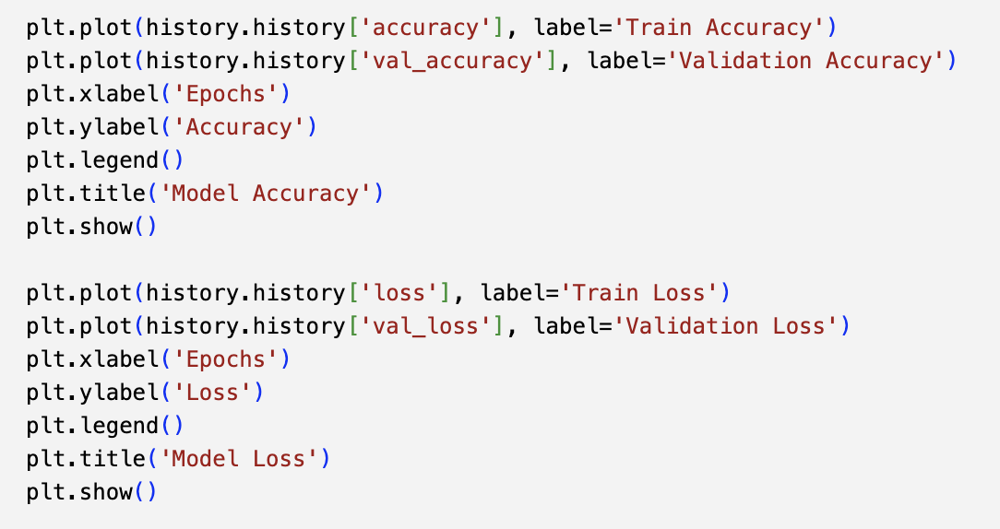 plt.plot(history.history['accuracy'], label='Train Accuracy')
plt.plot(history.history['val_accuracy'], label='Validation Accuracy')
plt.xlabel('Epochs')
plt.ylabel('Accuracy')
plt.legend()
plt.title('Model Accuracy')
plt.show()

plt.plot(history.history['loss'], label='Train Loss')
plt.plot(history.history['val_loss'], label='Validation Loss')
plt.xlabel('Epochs')
plt.ylabel('Loss')
plt.legend()
plt.title('Model Loss')
plt.show()